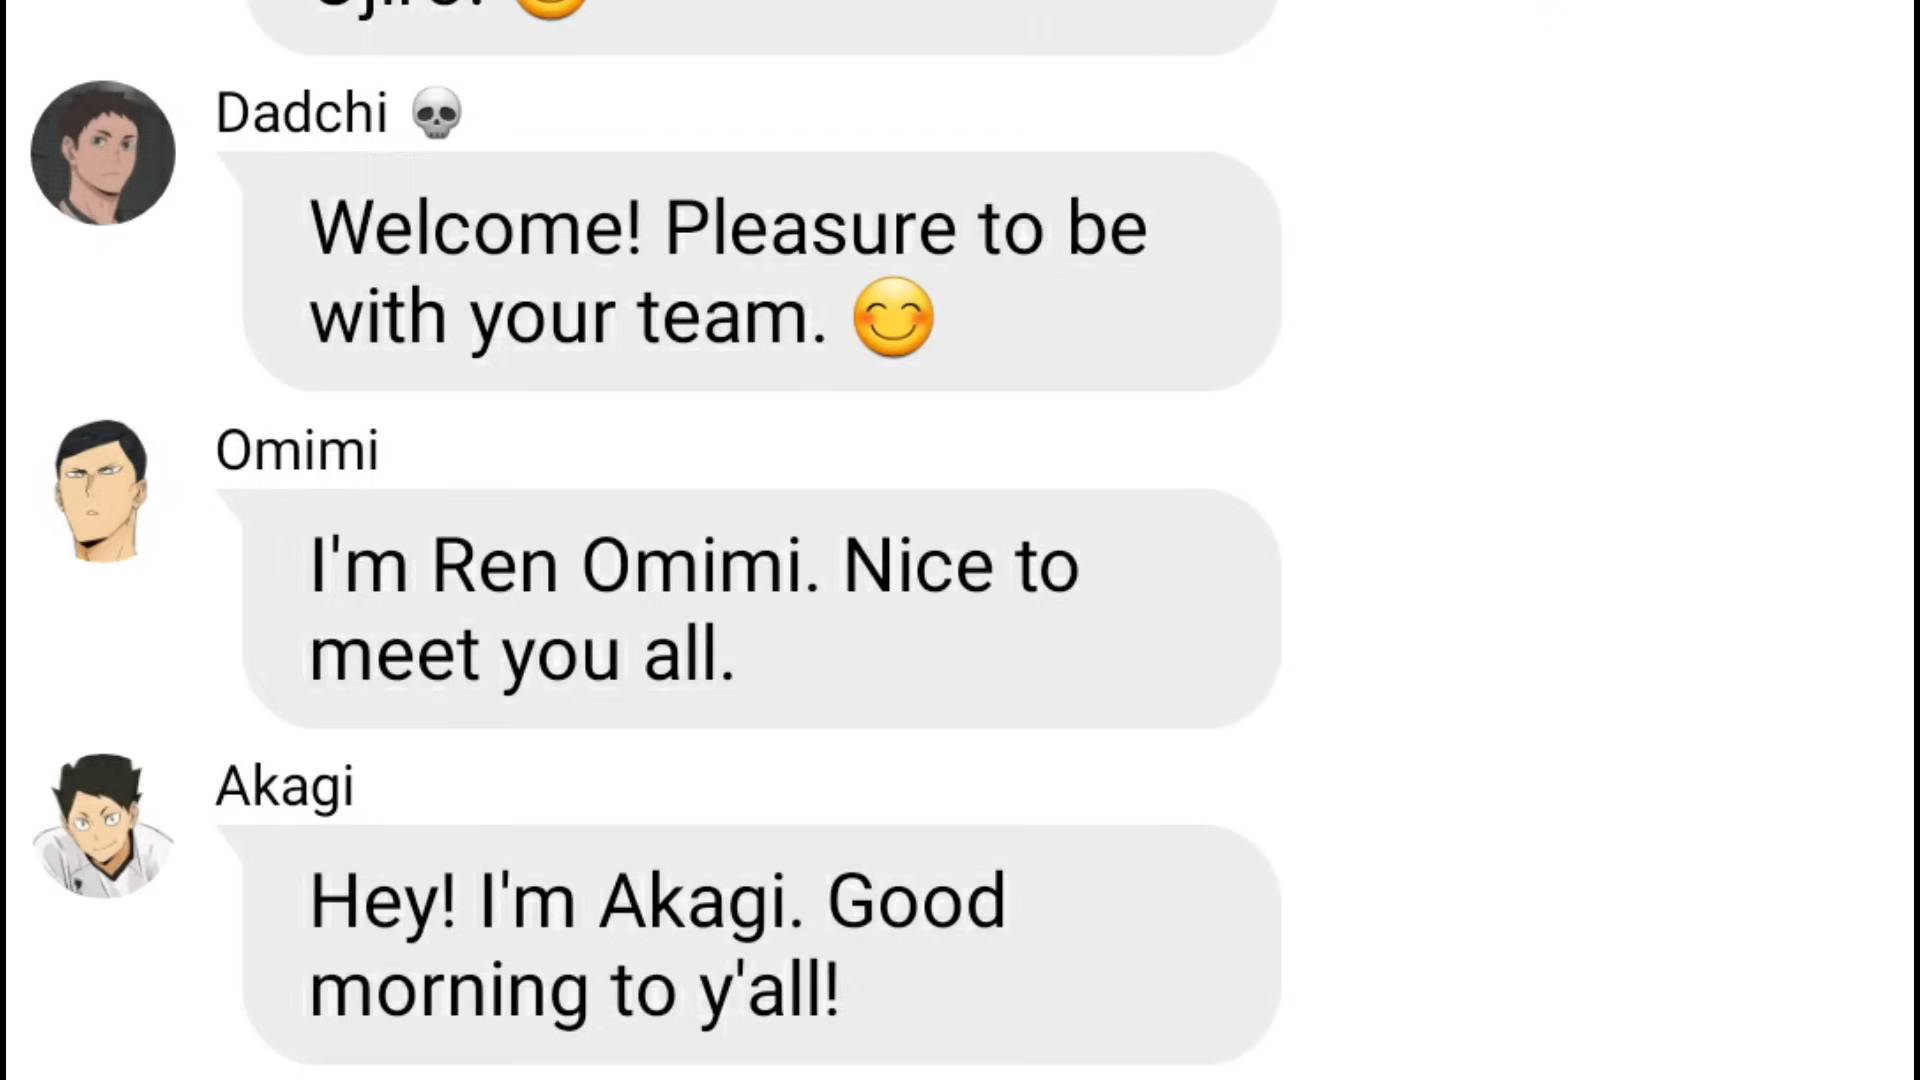 Dadchi 💀
Welcome! Pleasure to be
with your team. 😊
Omimi
I'm Ren Omimi. Nice to
meet you all.
Akagi
Hey! I'm Akagi. Good
morning to y'all!